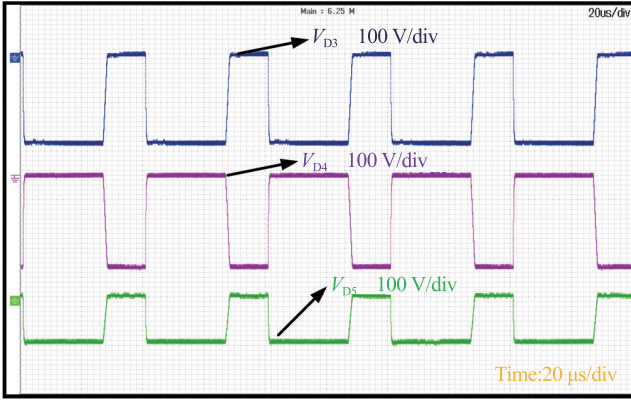 Main : 6.25 M
20us/div
VD3 100 V/div
VD4 100 V/div
VD5 100 V/div
Time:20 μs/div